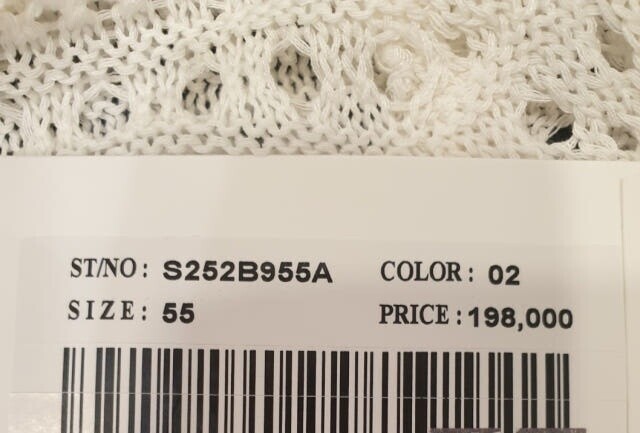 ST/NO: S252B955A COLOR: 02
SIZE: 55 PRICE: 198,000